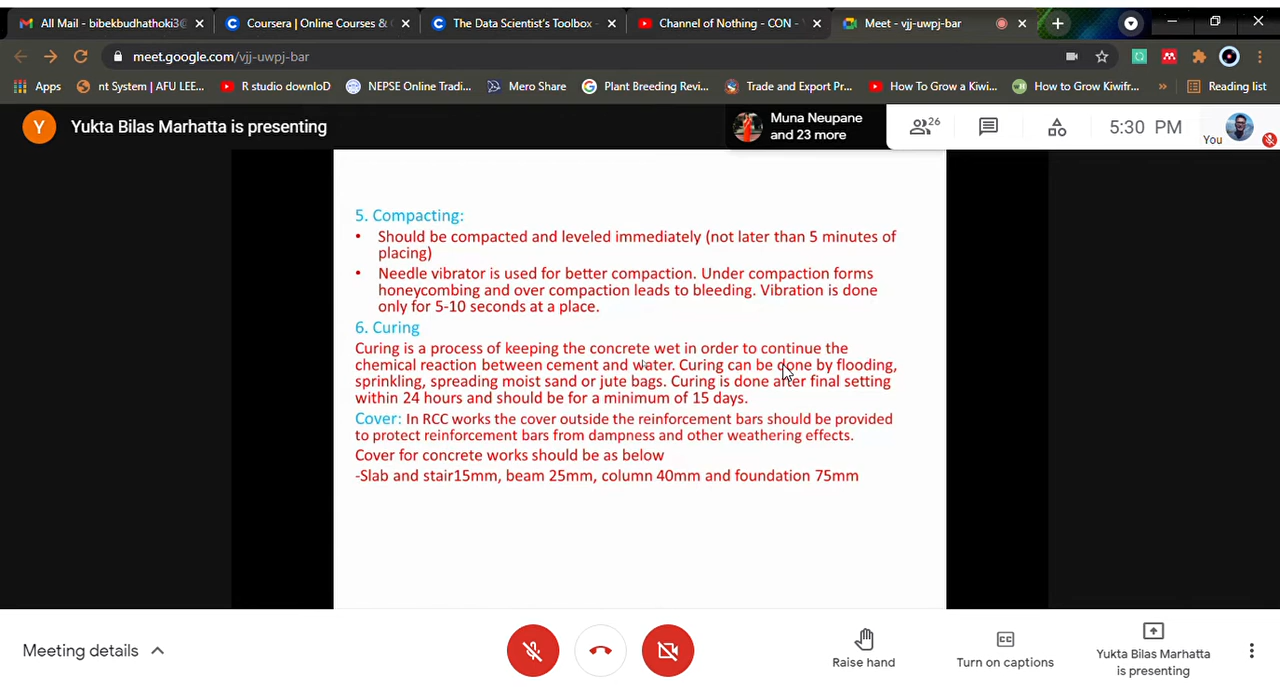 All Mail - bibekbudhathoki3@
Coursera | Online Courses &
The Data Scientist's Toolbox
Channel of Nothing - CON -
Meet - vjj-uwpj-bar
meet.google.com/vjj-uwpj-bar
Apps
nt System | AFU LEE...
R studio downloD
NEPSE Online Tradi...
Mero Share
Plant Breeding Revi...
Trade and Export Pr...
How To Grow a Kiwi...
How to Grow Kiwifr...
»
Reading list
Y
Yukta Bilas Marhatta is presenting
Muna Neupane
and 23 more
26
5:30 PM
You
5. Compacting:
• Should be compacted and leveled immediately (not later than 5 minutes of
placing)
• Needle vibrator is used for better compaction. Under compaction forms
honeycombing and over compaction leads to bleeding. Vibration is done
only for 5-10 seconds at a place.
6. Curing
Curing is a process of keeping the concrete wet in order to continue the
chemical reaction between cement and water. Curing can be done by flooding,
sprinkling, spreading moist sand or jute bags. Curing is done after final setting
within 24 hours and should be for a minimum of 15 days.
Cover: In RCC works the cover outside the reinforcement bars should be provided
to protect reinforcement bars from dampness and other weathering effects.
Cover for concrete works should be as below
-Slab and stair15mm, beam 25mm, column 40mm and foundation 75mm
Meeting details
Raise hand
CC
Turn on captions
Yukta Bilas Marhatta
is presenting